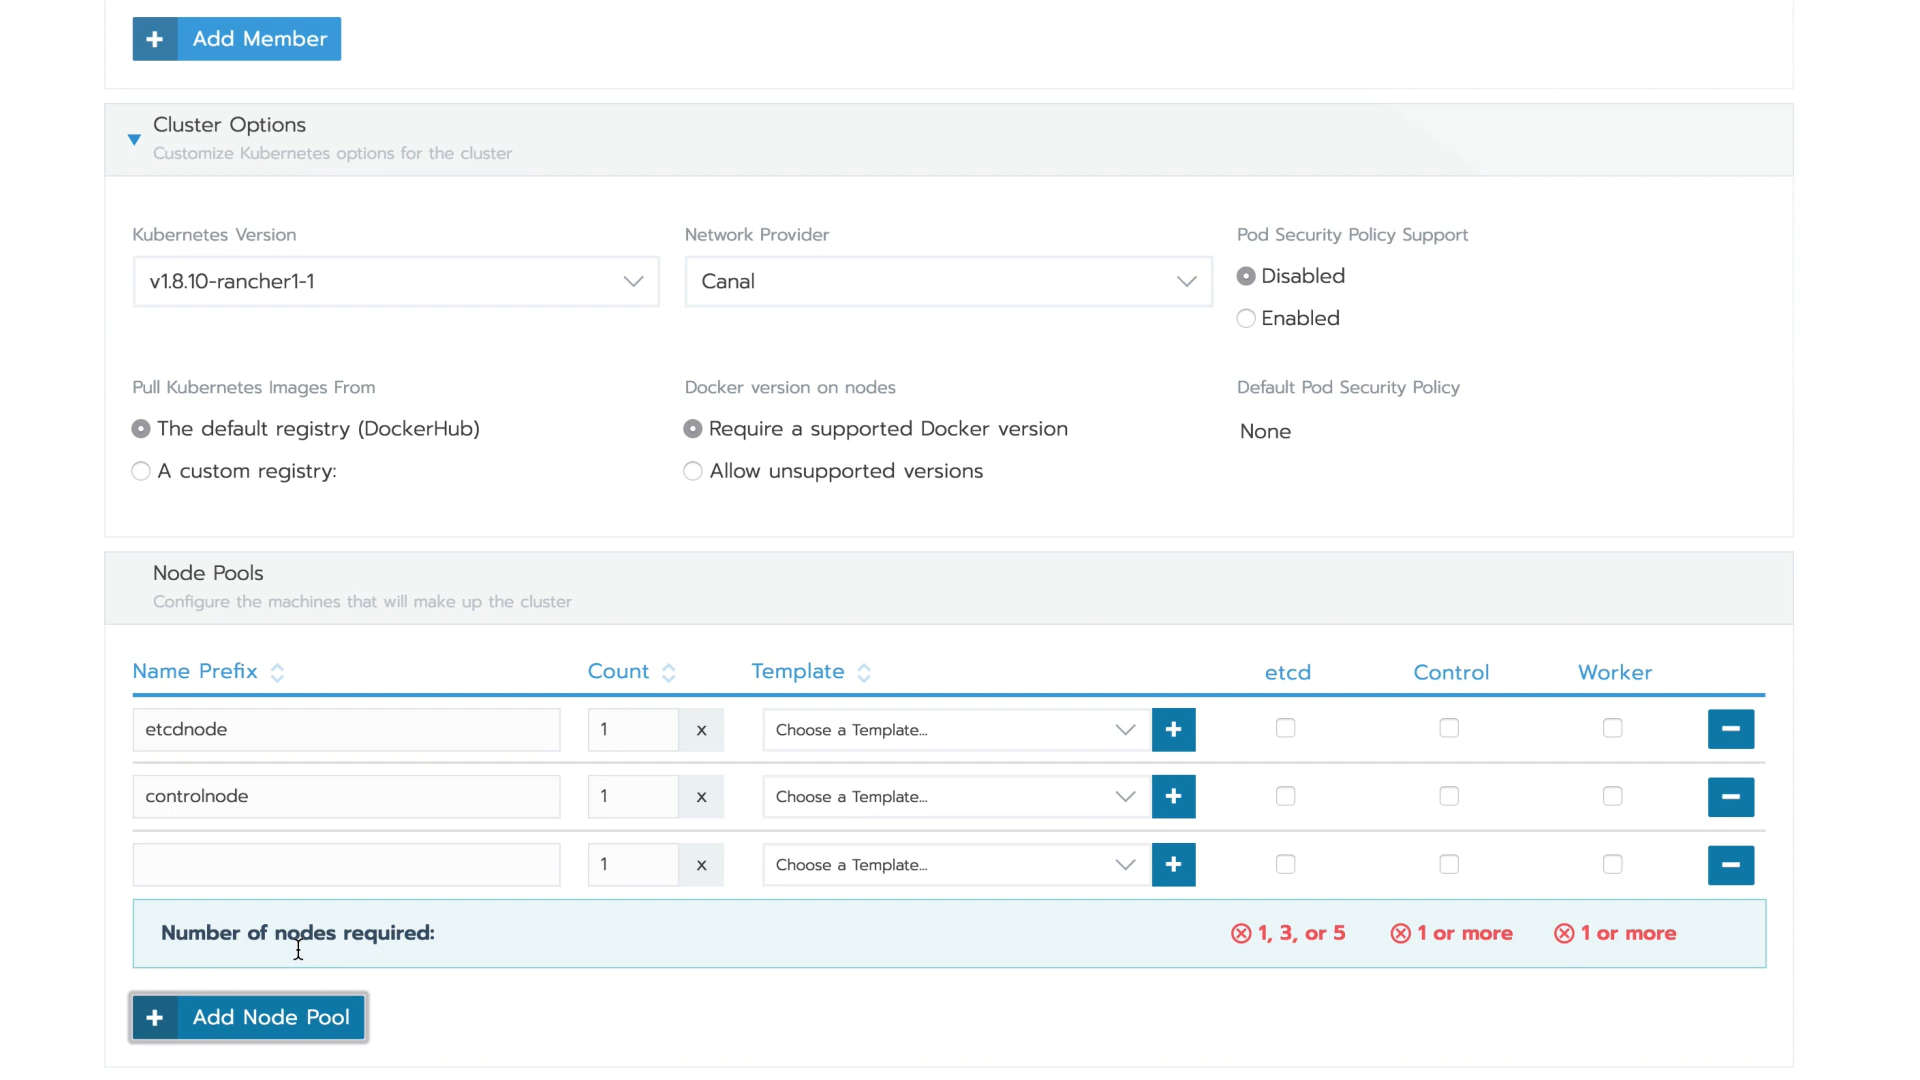 + Add Member
Cluster Options
Customize Kubernetes options for the cluster
Kubernetes Version Network Provider Pod Security Policy Support
v1.8.10-rancher1-1 Canal Disabled
Enabled
Pull Kubernetes Images From Docker version on nodes Default Pod Security Policy
The default registry (DockerHub) Require a supported Docker version None
A custom registry: Allow unsupported versions
Node Pools
Configure the machines that will make up the cluster
Name Prefix Count Template etcd Control Worker
etcdnode 1 x Choose a Template... +
controlnode 1 x Choose a Template... +
1 x Choose a Template... +
Number of nodes required: 1, 3, or 5 1 or more 1 or more
+ Add Node Pool